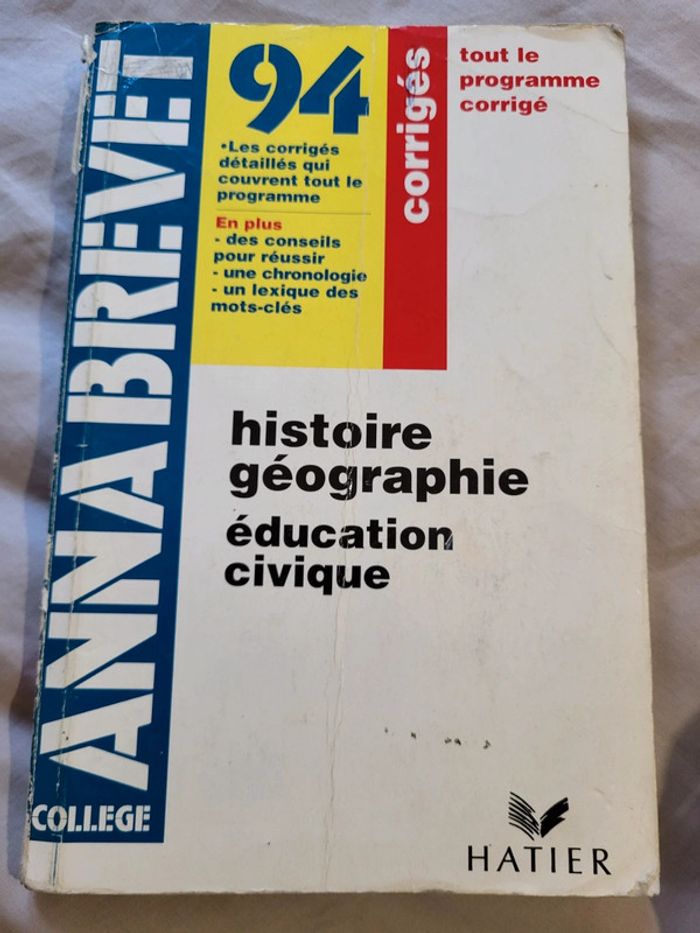 ANNABREVET
COLLEGE
94
•Les corrigés
détaillés qui
couvrent tout le
programme
En plus
- des conseils
pour réussir
- une chronologie
- un lexique des
mots-clés
corrigés
tout le
programme
corrigé
histoire
géographie
éducation
civique
HATIER